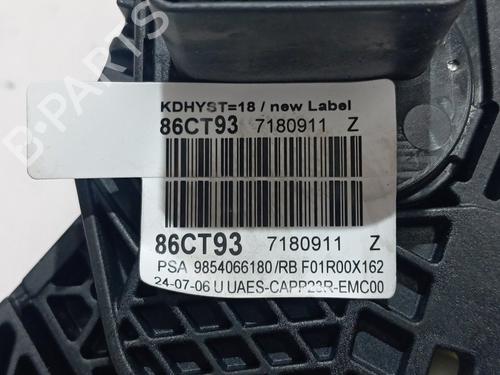 B-PARTS
KDHYST=18 / new Label
86CT93 7180911 Z
86CT93 7180911 Z
PSA 9854066180/RB F01R00X162
24-07-06 U UAES-CAPP23R-EMC00